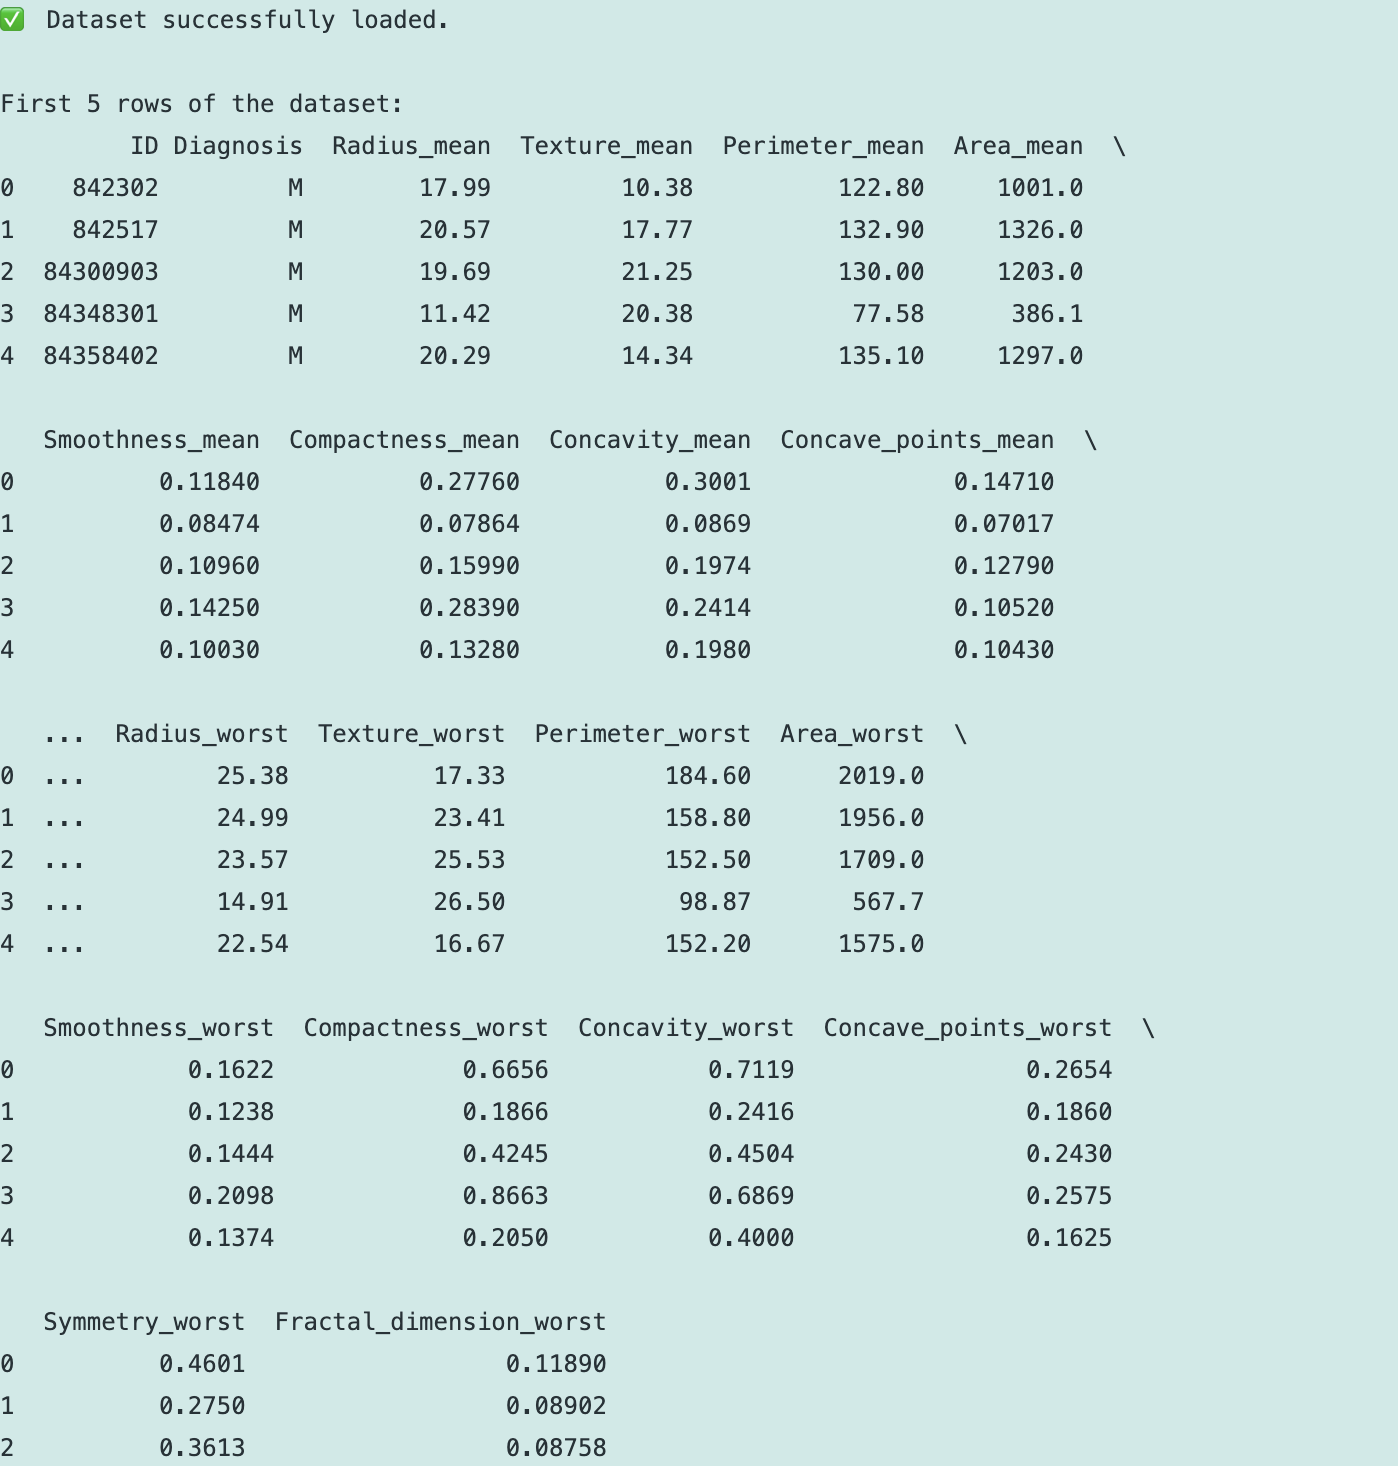 ✅ Dataset successfully loaded.
First 5 rows of the dataset:
         ID Diagnosis  Radius_mean  Texture_mean  Perimeter_mean  Area_mean  \
0    842302         M        17.99         10.38          122.80     1001.0
1    842517         M        20.57         17.77          132.90     1326.0
2  84300903         M        19.69         21.25          130.00     1203.0
3  84348301         M        11.42         20.38           77.58      386.1
4  84358402         M        20.29         14.34          135.10     1297.0
   Smoothness_mean  Compactness_mean  Concavity_mean  Concave_points_mean  \
0          0.11840           0.27760          0.3001              0.14710
1          0.08474           0.07864          0.0869              0.07017
2          0.10960           0.15990          0.1974              0.12790
3          0.14250           0.28390          0.2414              0.10520
4          0.10030           0.13280          0.1980              0.10430
   ...  Radius_worst  Texture_worst  Perimeter_worst  Area_worst  \
0  ...         25.38          17.33           184.60      2019.0
1  ...         24.99          23.41           158.80      1956.0
2  ...         23.57          25.53           152.50      1709.0
3  ...         14.91          26.50            98.87       567.7
4  ...         22.54          16.67           152.20      1575.0
   Smoothness_worst  Compactness_worst  Concavity_worst  Concave_points_worst  \
0            0.1622             0.6656           0.7119                0.2654
1            0.1238             0.1866           0.2416                0.1860
2            0.1444             0.4245           0.4504                0.2430
3            0.2098             0.8663           0.6869                0.2575
4            0.1374             0.2050           0.4000                0.1625
   Symmetry_worst  Fractal_dimension_worst
0          0.4601                  0.11890
1          0.2750                  0.08902
2          0.3613                  0.08758